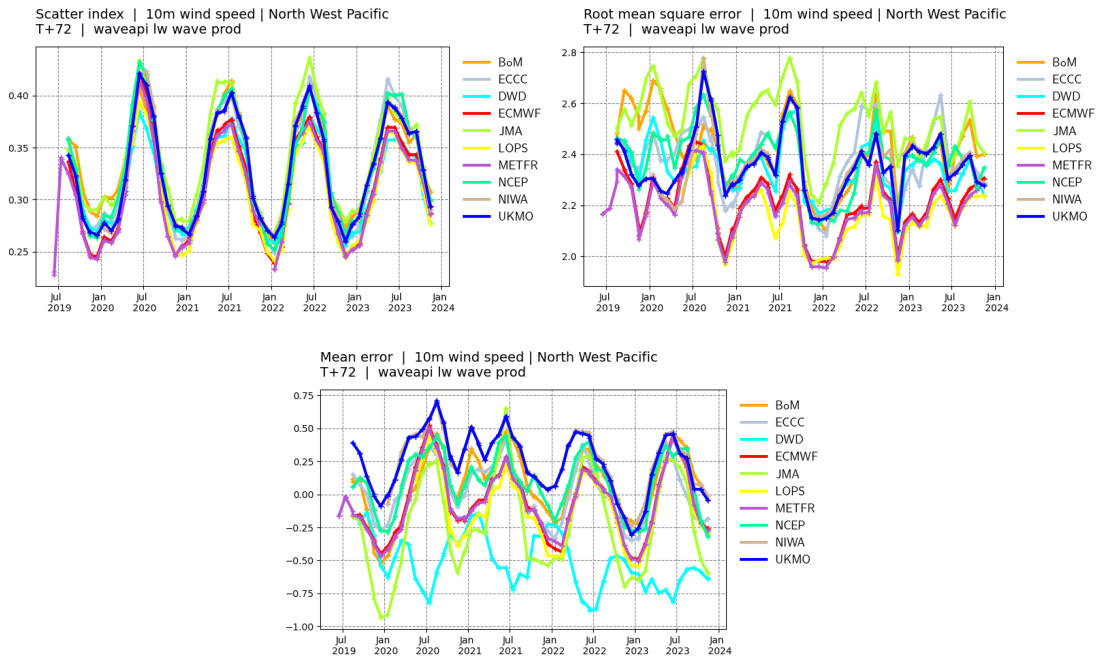 Scatter index | 10m wind speed | North West Pacific
T+72 | waveapi lw wave prod
0.40
0.35
0.30
0.25
Jul
2019
Jan
2020
Jul
2020
Jan
2021
Jul
2021
Jan
2022
Jul
2022
Jan
2023
Jul
2023
Jan
2024
BoM
ECCC
DWD
ECMWF
JMA
LOPS
METFR
NCEP
NIWA
UKMO
Root mean square error | 10m wind speed | North West Pacific
T+72 | waveapi lw wave prod
2.8
2.6
2.4
2.2
2.0
Jul
2019
Jan
2020
Jul
2020
Jan
2021
Jul
2021
Jan
2022
Jul
2022
Jan
2023
Jul
2023
Jan
2024
BoM
ECCC
DWD
ECMWF
JMA
LOPS
METFR
NCEP
NIWA
UKMO
Mean error | 10m wind speed | North West Pacific
T+72 | waveapi lw wave prod
0.75
0.50
0.25
0.00
−0.25
−0.50
−0.75
−1.00
Jul
2019
Jan
2020
Jul
2020
Jan
2021
Jul
2021
Jan
2022
Jul
2022
Jan
2023
Jul
2023
Jan
2024
BoM
ECCC
DWD
ECMWF
JMA
LOPS
METFR
NCEP
NIWA
UKMO